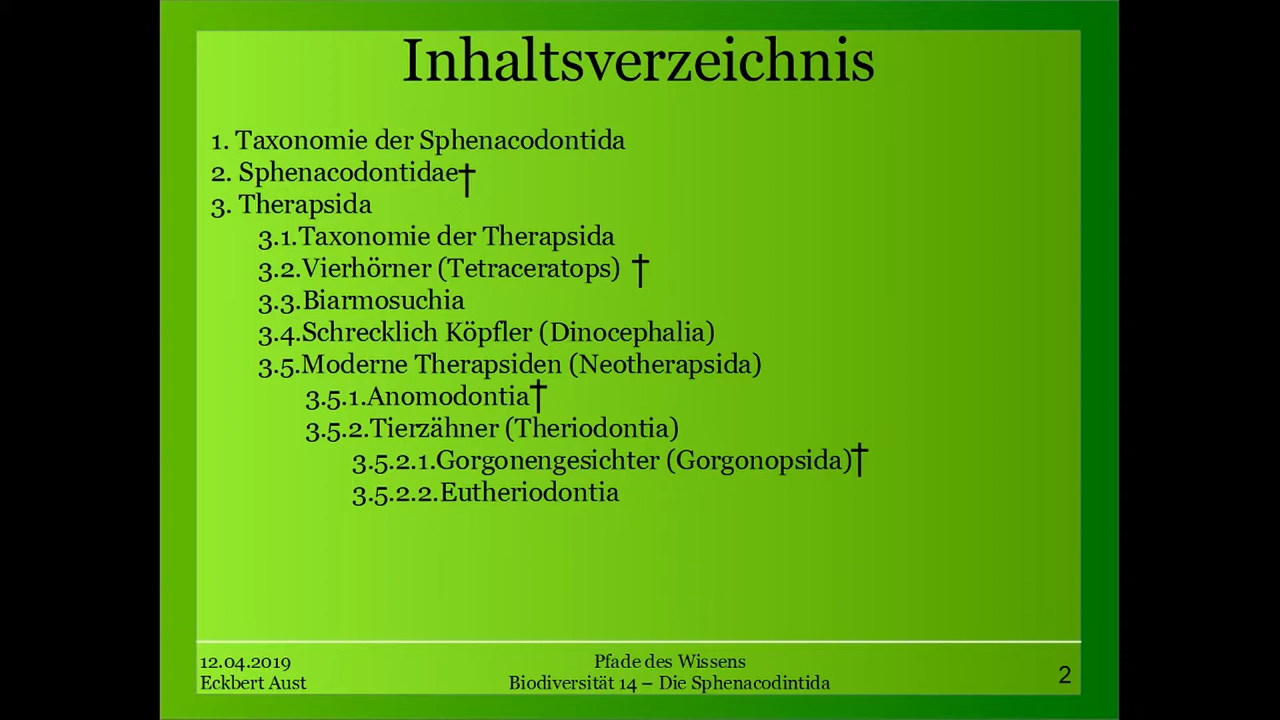 Inhaltsverzeichnis
1. Taxonomie der Sphenacodontida
2. Sphenacodontidae†
3. Therapsida
3.1.Taxonomie der Therapsida
3.2.Vierhörner (Tetraceratops) †
3.3.Biarmosuchia
3.4.Schrecklich Köpfler (Dinocephalia)
3.5.Moderne Therapsiden (Neotherapsida)
3.5.1.Anomodontia†
3.5.2.Tierzähner (Theriodontia)
3.5.2.1.Gorgonengesichter (Gorgonopsida)†
3.5.2.2.Eutheriodontia
12.04.2019
Eckbert Aust
Pfade des Wissens
Biodiversität 14 – Die Sphenacodintida
2